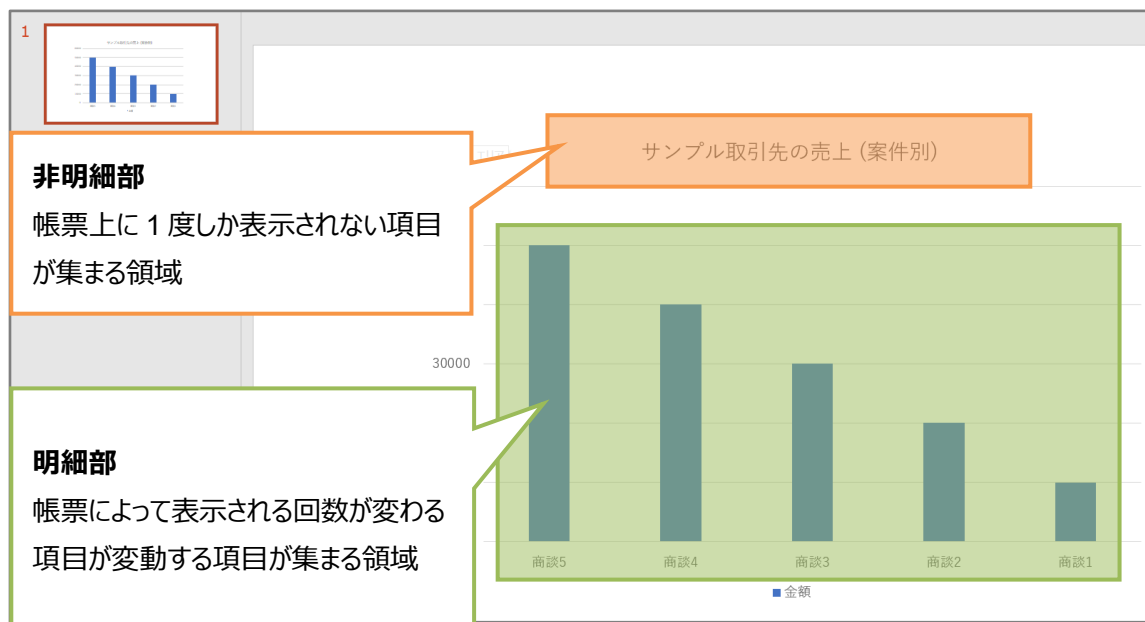 1
サンプル取引先の売上 (案件別)
非明細部
帳票上に 1 度しか表示されない項目
が集まる領域
30000
明細部
帳票によって表示される回数が変わる
項目が変動する項目が集まる領域
商談5 商談4 商談3 商談2 商談1
金額